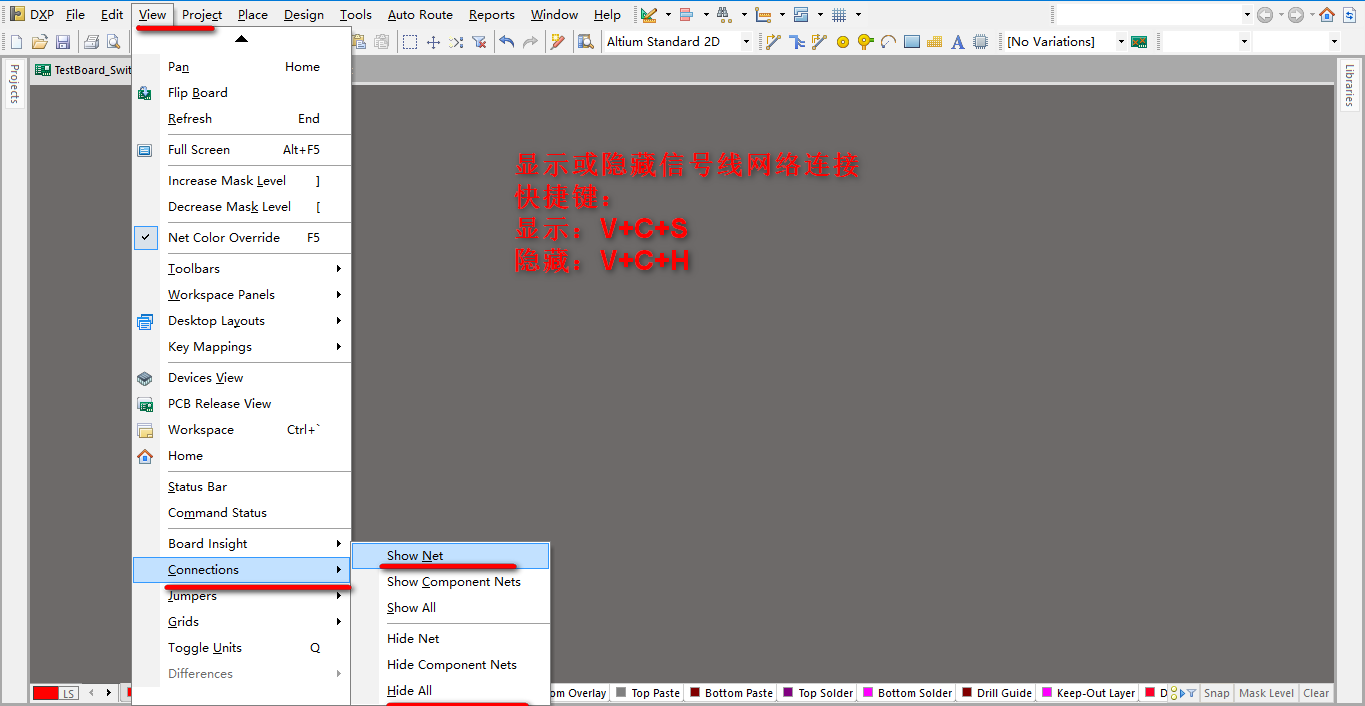 DXP File Edit View Project Place Design Tools Auto Route Reports Window Help
Altium Standard 2D [No Variations]
Projects
TestBoard_Swit
Libraries
Pan Home
Flip Board
Refresh End
Full Screen Alt+F5
Increase Mask Level ]
Decrease Mask Level [
Net Color Override F5
Toolbars
Workspace Panels
Desktop Layouts
Key Mappings
Devices View
PCB Release View
Workspace Ctrl+`
Home
Status Bar
Command Status
Board Insight
Connections
Jumpers
Grids
Toggle Units Q
Differences
Show Net
Show Component Nets
Show All
Hide Net
Hide Component Nets
Hide All
显示或隐藏信号线网络连接
快捷键：
显示：V+C+S
隐藏：V+C+H
LS
om Overlay Top Paste Bottom Paste Top Solder Bottom Solder Drill Guide Keep-Out Layer D Snap Mask Level Clear